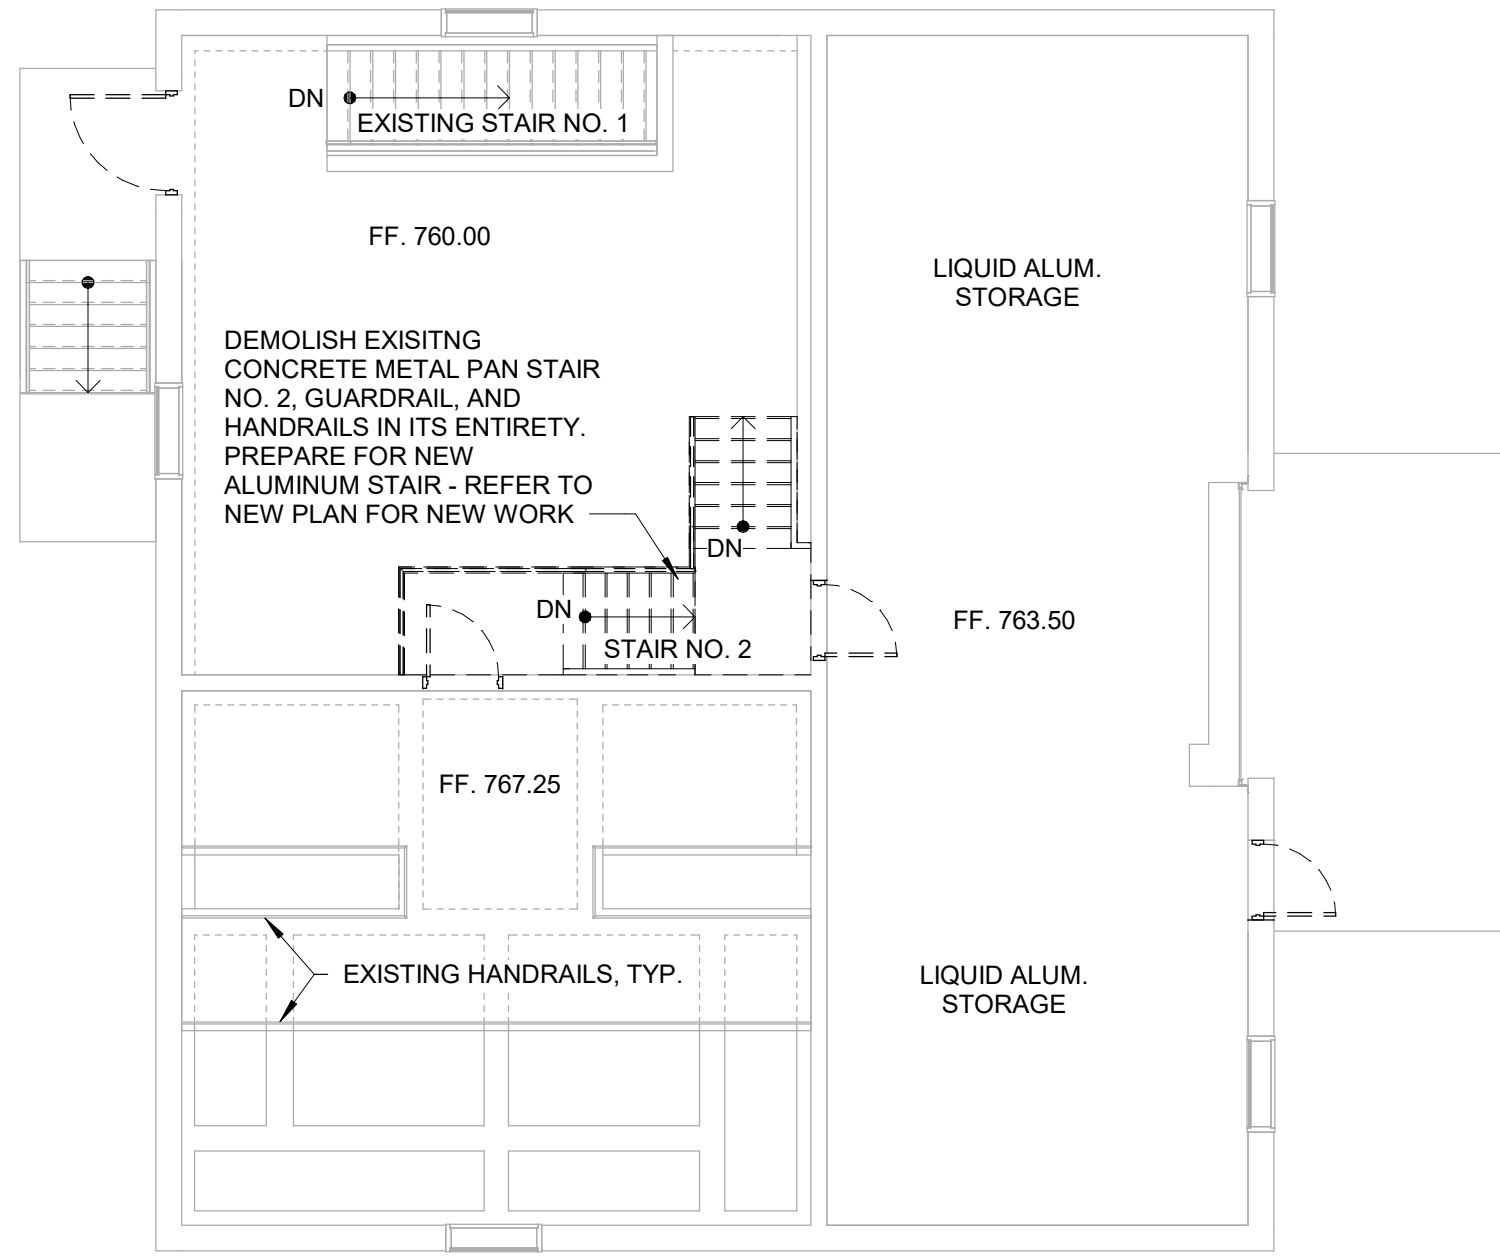 DN
EXISTING STAIR NO. 1
FF. 760.00
LIQUID ALUM.
STORAGE
DEMOLISH EXISITNG
CONCRETE METAL PAN STAIR
NO. 2, GUARDRAIL, AND
HANDRAILS IN ITS ENTIRETY.
PREPARE FOR NEW
ALUMINUM STAIR - REFER TO
NEW PLAN FOR NEW WORK
DN
DN
STAIR NO. 2
FF. 763.50
FF. 767.25
EXISTING HANDRAILS, TYP.
LIQUID ALUM.
STORAGE